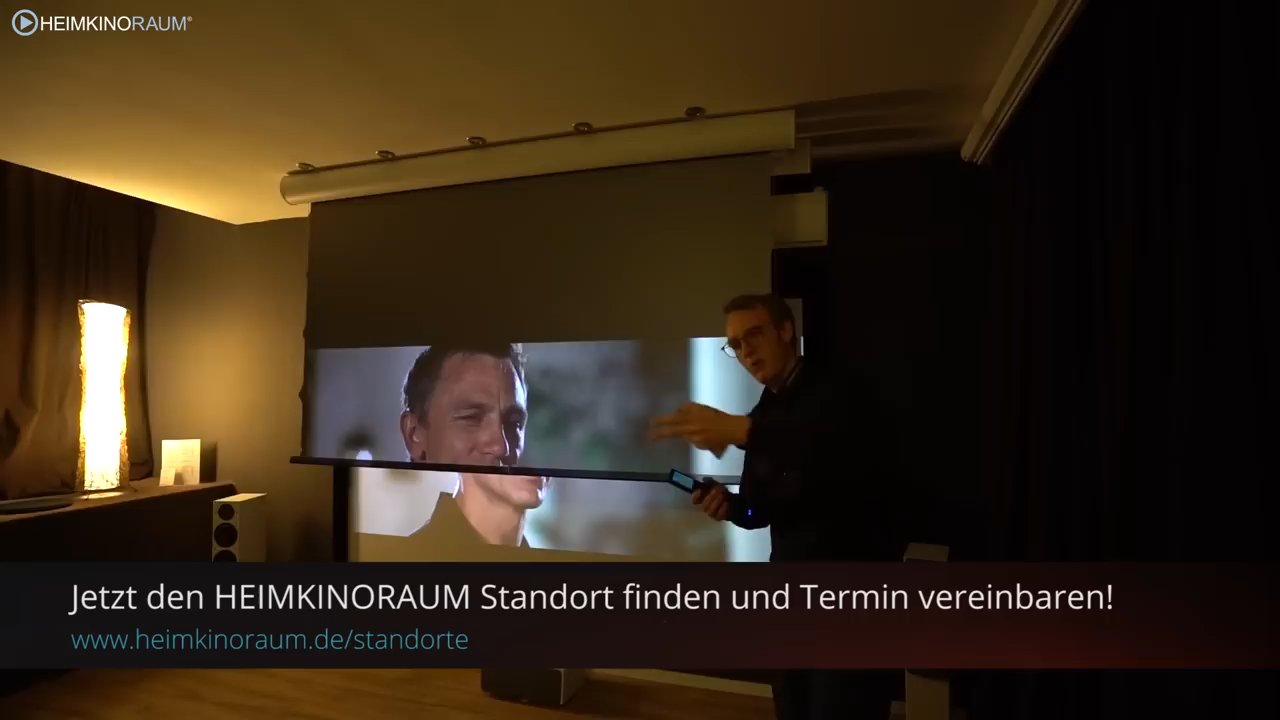 HEIMKINORAUM®
Jetzt den HEIMKINORAUM Standort finden und Termin vereinbaren!
www.heimkinoraum.de/standorte